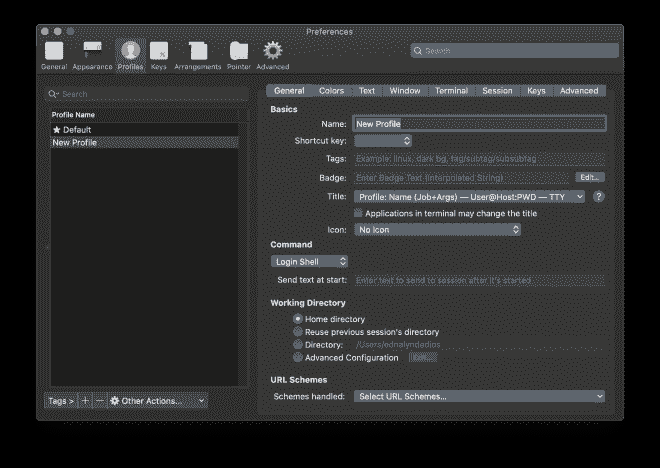 Preferences
General Appearance Profiles Keys Arrangements Pointer Advanced
Search
Search
Profile Name
★ Default
New Profile
Tags > + − Other Actions...
General Colors Text Window Terminal Session Keys Advanced
Basics
Name: New Profile
Shortcut key:
Tags: Example: linux, dark bg, tag/subtag/subsubtag
Badge: Enter Badge Text (Interpolated String) Edit...
Title: Profile: Name (Job+Args) — User@Host:PWD — TTY ?
Applications in terminal may change the title
Icon: No Icon
Command
Login Shell
Send text at start: Enter text to send to session after it's started
Working Directory
Home directory
Reuse previous session's directory
Directory: /Users/ednalyndadios
Advanced Configuration
URL Schemes
Schemes handled: Select URL Schemes...